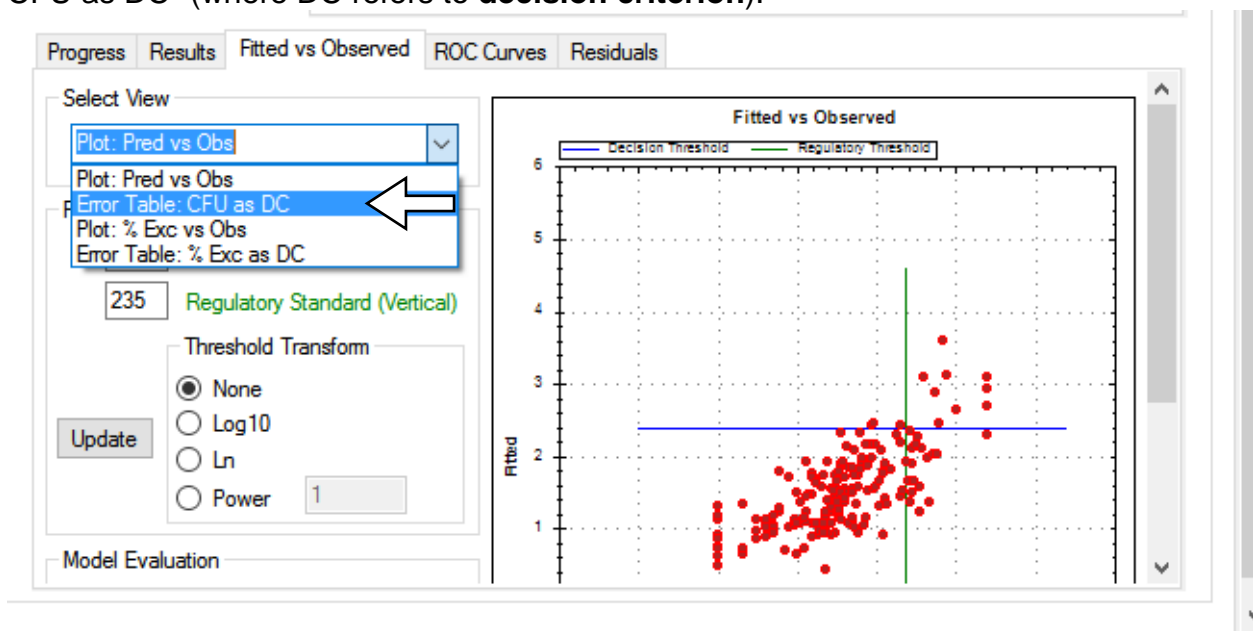 CFU as DC" (where DC refers to decision criterion).
Progress Results Fitted vs Observed ROC Curves Residuals
Select View
Plot: Pred vs Obs
Plot: Pred vs Obs
Error Table: CFU as DC
Plot: % Exc vs Obs
Error Table: % Exc as DC
235 Regulatory Standard (Vertical)
Threshold Transform
None
Log10
Update
Ln
Power 1
Model Evaluation
Fitted vs Observed
Decision Threshold Regulatory Threshold
6
5
4
3
2
1
Fitted